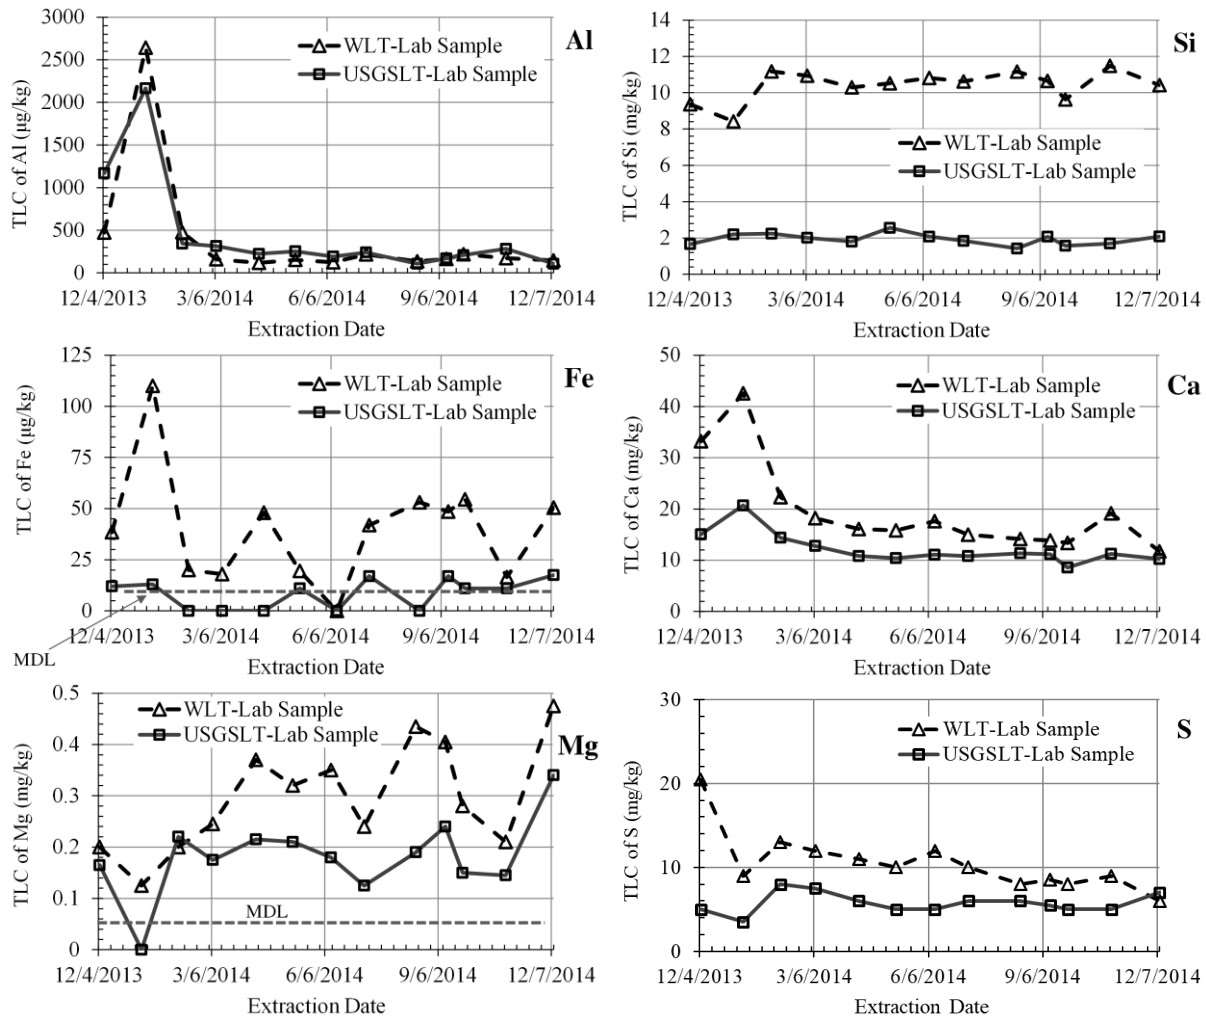 Al
WLT-Lab Sample
USGSLT-Lab Sample
TLC of Al (µg/kg)
3000
2500
2000
1500
1000
500
0
12/4/2013 3/6/2014 6/6/2014 9/6/2014 12/7/2014
Extraction Date
Si
WLT-Lab Sample
USGSLT-Lab Sample
TLC of Si (mg/kg)
14
12
10
8
6
4
2
0
12/4/2013 3/6/2014 6/6/2014 9/6/2014 12/7/2014
Extraction Date
Fe
WLT-Lab Sample
USGSLT-Lab Sample
TLC of Fe (µg/kg)
125
100
75
50
25
0
12/4/2013 3/6/2014 6/6/2014 9/6/2014 12/7/2014
MDL
Extraction Date
Ca
WLT-Lab Sample
USGSLT-Lab Sample
TLC of Ca (mg/kg)
50
40
30
20
10
0
12/4/2013 3/6/2014 6/6/2014 9/6/2014 12/7/2014
Extraction Date
WLT-Lab Sample
USGSLT-Lab Sample
Mg
TLC of Mg (mg/kg)
0.5
0.4
0.3
0.2
0.1
0
MDL
12/4/2013 3/6/2014 6/6/2014 9/6/2014 12/7/2014
Extraction Date
WLT-Lab Sample
USGSLT-Lab Sample
S
TLC of S (mg/kg)
30
20
10
0
12/4/2013 3/6/2014 6/6/2014 9/6/2014 12/7/2014
Extraction Date